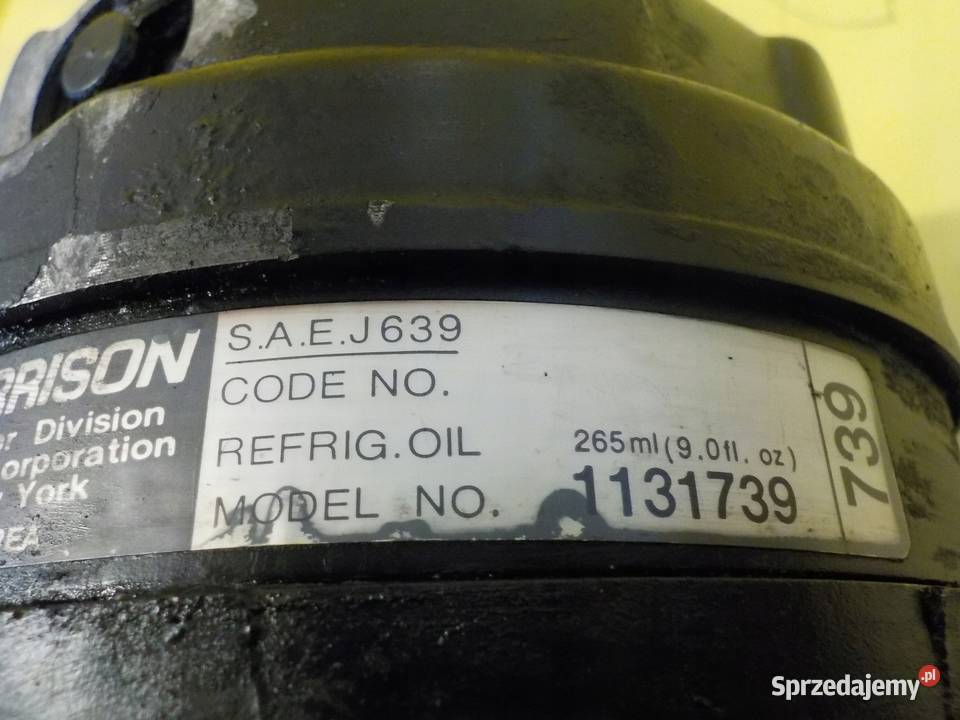 RRISON
r Division
orporation
York
S.A.E.J639
CODE NO.
REFRIG.OIL 265ml(9.0fl. oz)
MODEL NO. 1131739
739
Sprzedajemy.pl